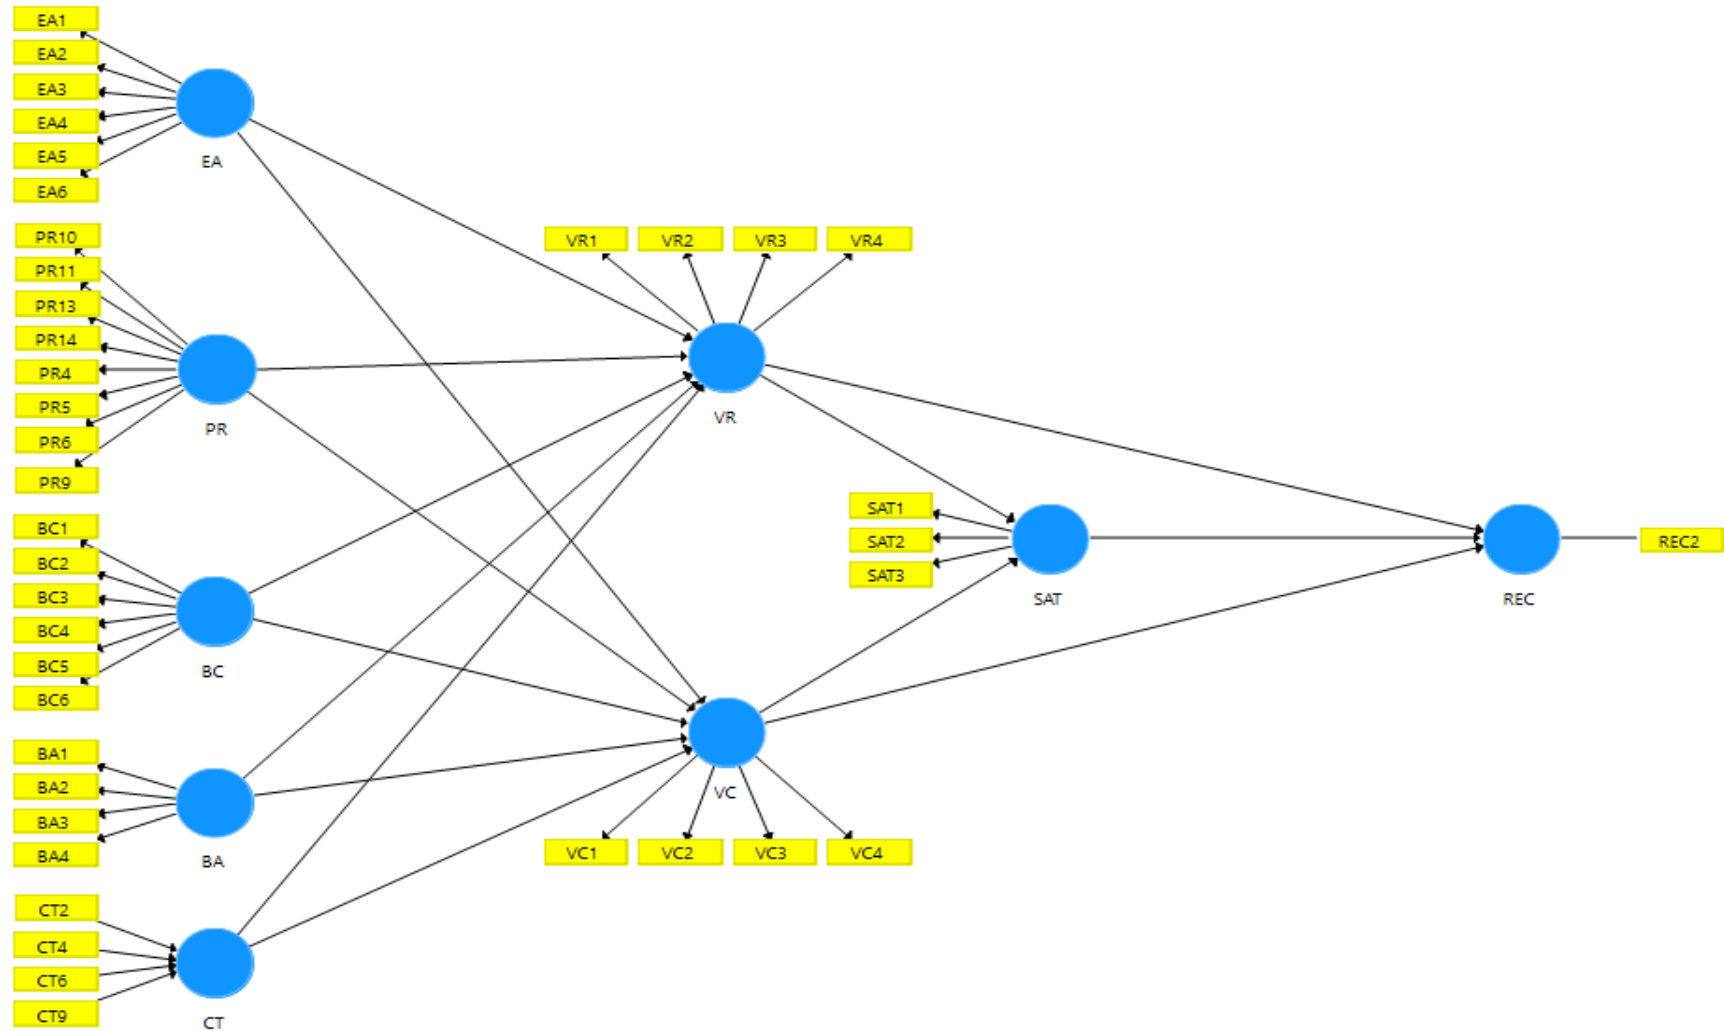 EA1
EA2
EA3
EA4
EA5
EA6
EA
PR10
PR11
PR13
PR14
PR4
PR5
PR6
PR9
PR
BC1
BC2
BC3
BC4
BC5
BC6
BC
BA1
BA2
BA3
BA4
BA
CT2
CT4
CT6
CT9
CT
VR1 VR2 VR3 VR4
VR
VC
VC1 VC2 VC3 VC4
SAT1
SAT2
SAT3
SAT
REC
REC2